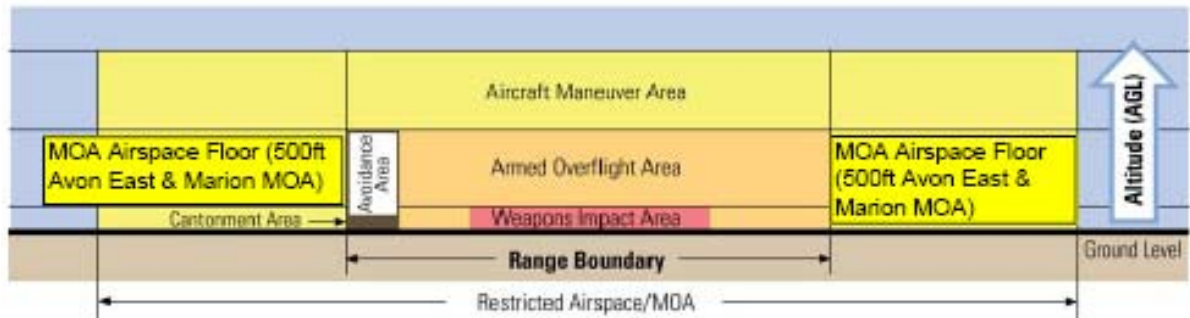 Aircraft Maneuver Area
MOA Airspace Floor (500ft
Avon East & Marion MOA)
Avoidance
Area
Armed Overflight Area
MOA Airspace Floor
(500ft Avon East &
Marion MOA)
Altitude (AGL)
Cantonment Area
Weapons Impact Area
Range Boundary
Ground Level
Restricted Airspace/MOA